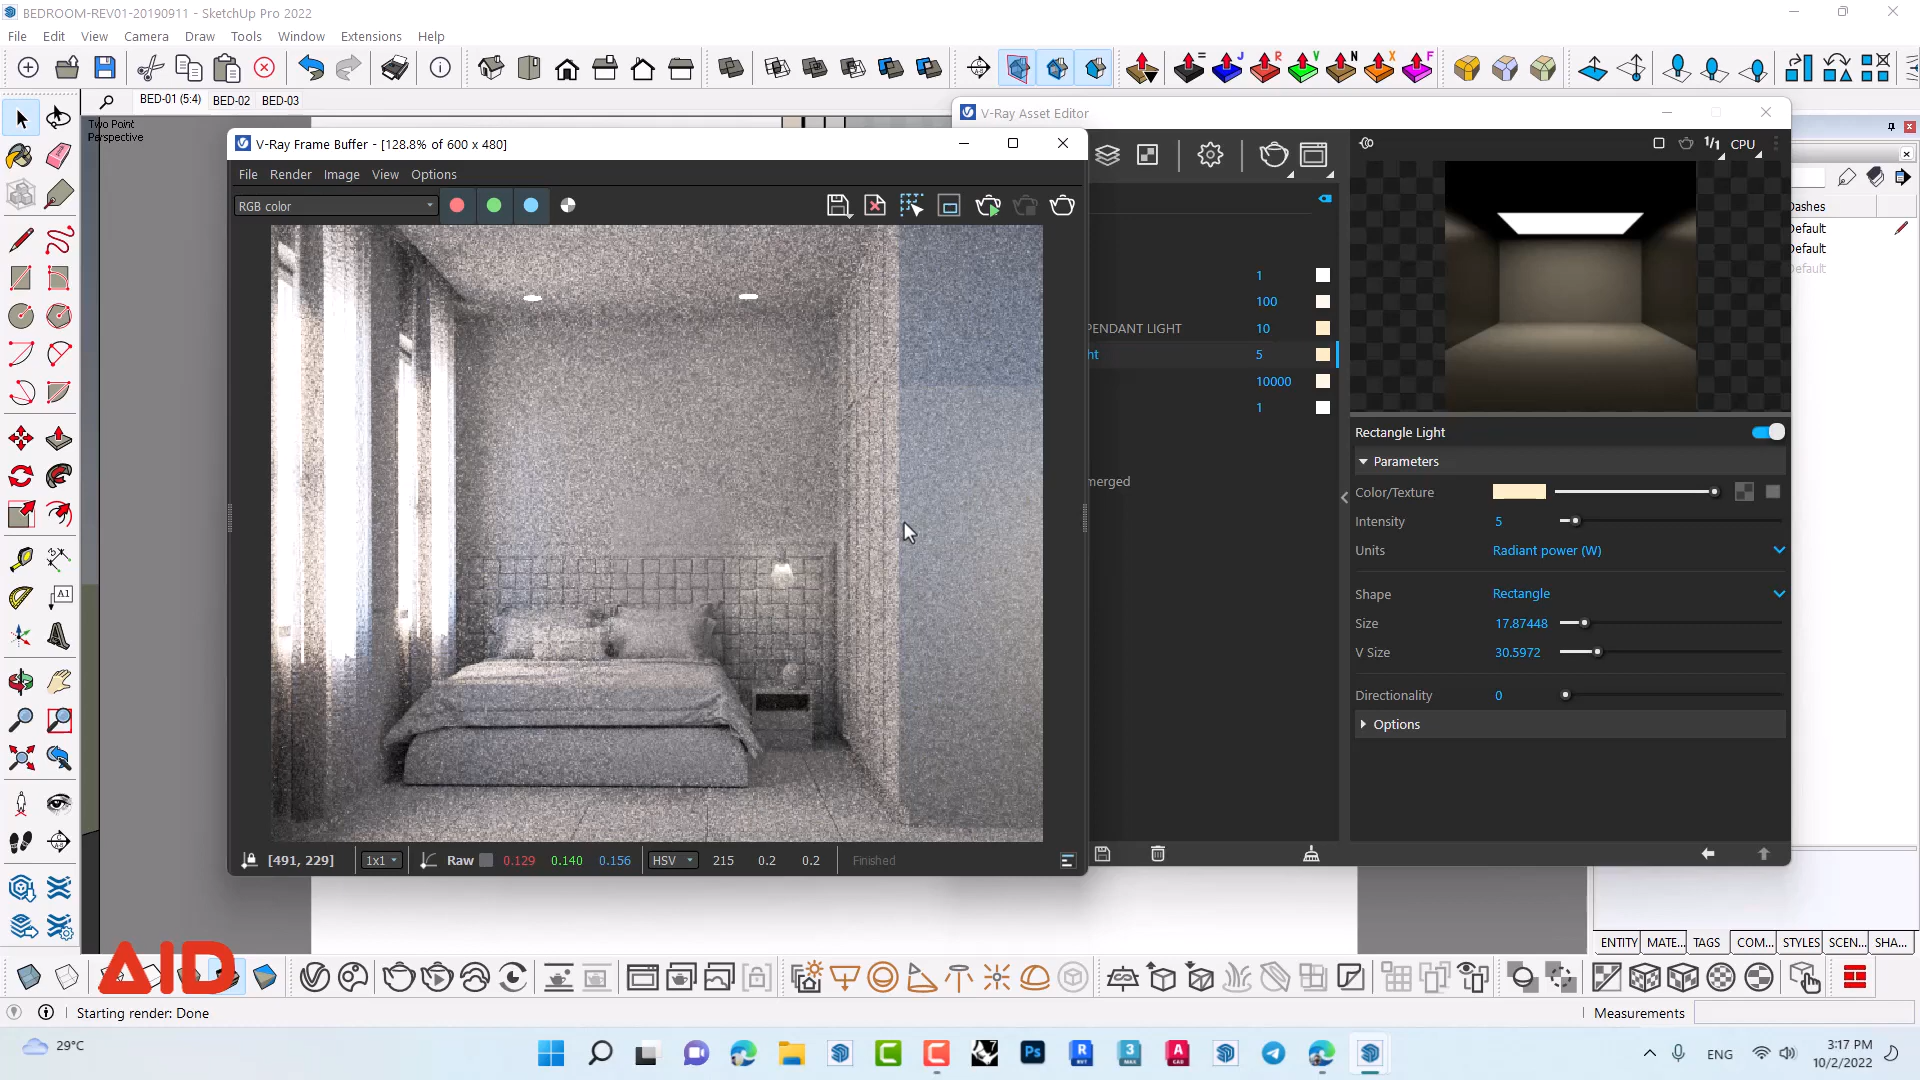 BEDROOM-REV01-20190911 - SketchUp Pro 2022
File Edit View Camera Draw Tools Window Extensions Help
BED-01 (5:4) BED-02 BED-03
Two Point
Perspective
V-Ray Asset Editor
V-Ray Frame Buffer - [128.8% of 600 x 480]
1/1 CPU
File Render Image View Options
RGB color
Dashes
Default
Default
Default
1
100
PENDANT LIGHT 10
ht 5
10000
1
merged
Rectangle Light
Parameters
Color/Texture
Intensity 5
Units Radiant power (W)
Shape Rectangle
Size 17.87448
V Size 30.5972
Directionality 0
Options
A1
[491, 229] 1x1 Raw 0.129 0.140 0.156 HSV 215 0.2 0.2 Finished
ENTITY MATE... TAGS COM... STYLES SCEN... SHA...
AID
Starting render: Done
Measurements
29°C
ENG
3:17 PM
10/2/2022